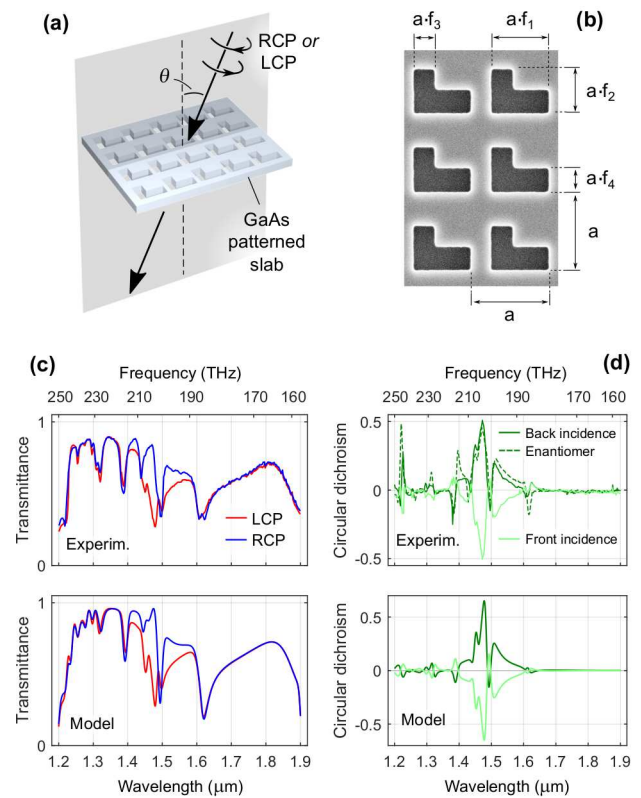 (a)
θ
RCP or
LCP
GaAs
patterned
slab
(b)
a·f3
a·f1
a·f2
a·f4
a
a
(c)
Frequency (THz)
250 230 210 190 160
1
Transmittance
0
LCP
RCP
Experim.
1
Transmittance
0
Model
1.2 1.3 1.4 1.5 1.6 1.7 1.8 1.9
Wavelength (μm)
(d)
Frequency (THz)
250 230 210 190 160
0.5
0
-0.5
Circular dichroism
Back incidence
Enantiomer
Front incidence
Experim.
0.5
0
-0.5
Circular dichroism
Model
1.2 1.3 1.4 1.5 1.6 1.7 1.8 1.9
Wavelength (μm)